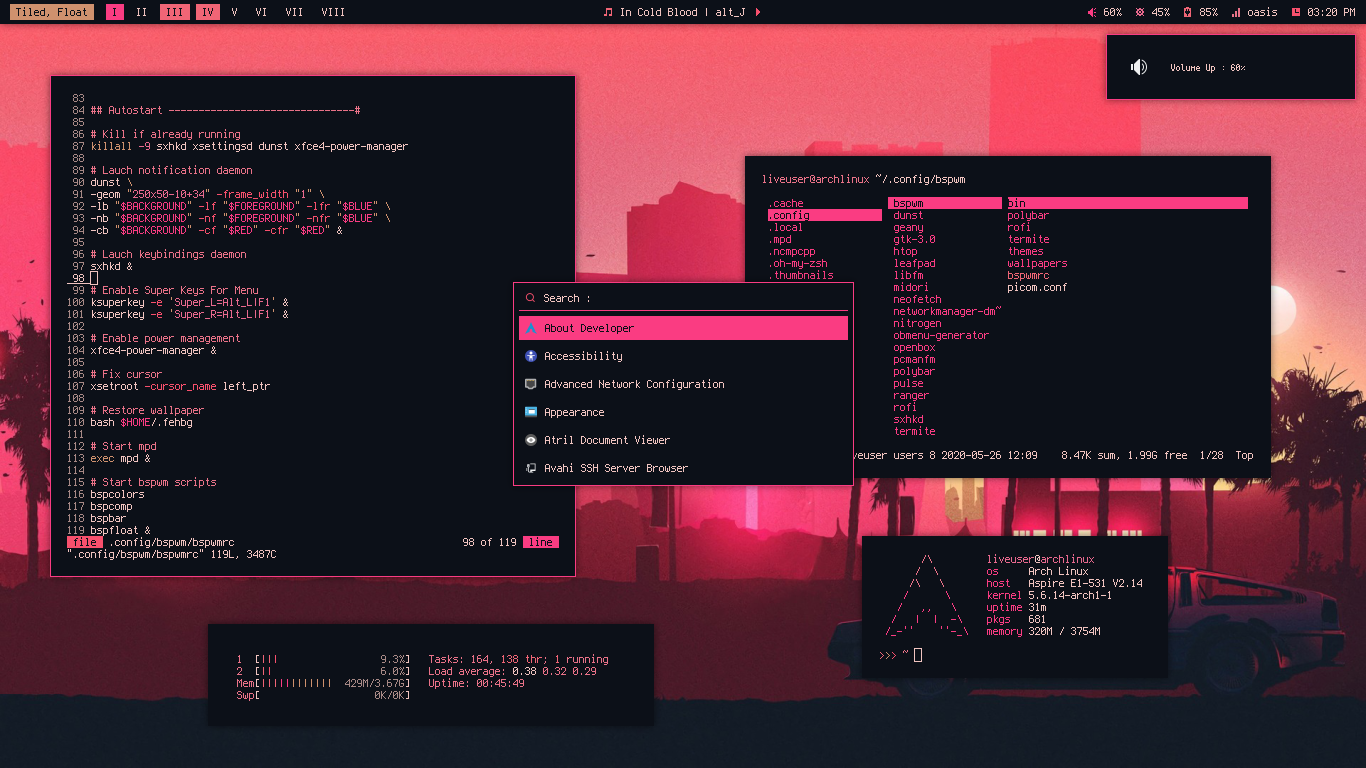 Tiled, Float I II III IV V VI VII VIII
In Cold Blood | alt_J
60% 45% 85% oasis 03:20 PM
Volume Up : 60%
83
84 ## Autostart -------------------------------#
85
86 # Kill if already running
87 killall -9 sxhkd xsettingsd dunst xfce4-power-manager
88
89 # Lauch notification daemon
90 dunst \
91 -geom "250x50-10+34" -frame_width "1" \
92 -lb "$BACKGROUND" -lf "$FOREGROUND" -lfr "$BLUE" \
93 -nb "$BACKGROUND" -nf "$FOREGROUND" -nfr "$BLUE" \
94 -cb "$BACKGROUND" -cf "$RED" -cfr "$RED" &
95
96 # Lauch keybindings daemon
97 sxhkd &
98
99 # Enable Super Keys For Menu
100 ksuperkey -e 'Super_L=Alt_L|F1' &
101 ksuperkey -e 'Super_R=Alt_L|F1' &
102
103 # Enable power management
104 xfce4-power-manager &
105
106 # Fix cursor
107 xsetroot -cursor_name left_ptr
108
109 # Restore wallpaper
110 bash $HOME/.fehbg
111
112 # Start mpd
113 exec mpd &
114
115 # Start bspwm scripts
116 bspcolors
117 bspcomp
118 bspbar
119 bspfloat &
file .config/bspwm/bspwmrc 98 of 119 line
".config/bspwm/bspwmrc" 119L, 3487C
liveuser@archlinux ~/.config/bspwm
.cache bspwm bin
.config dunst polybar
.local geany rofi
.mpd gtk-3.0 termite
.ncmpcpp htop themes
.oh-my-zsh leafpad wallpapers
.thumbnails libfm bspwmrc
midori picom.conf
neofetch
networkmanager-dm~
nitrogen
obmenu-generator
openbox
pcmanfm
polybar
pulse
ranger
rofi
sxhkd
termite
veuser users 8 2020-05-26 12:09 8.47K sum, 1.99G free 1/28 Top
Search :
About Developer
Accessibility
Advanced Network Configuration
Appearance
Atril Document Viewer
Avahi SSH Server Browser
liveuser@archlinux
os Arch Linux
host Aspire E1-531 V2.14
kernel 5.6.14-arch1-1
uptime 31m
pkgs 681
memory 320M / 3754M
>>> ~
1 [||| 9.3%] Tasks: 164, 138 thr; 1 running
2 [|| 6.0%] Load average: 0.38 0.32 0.29
Mem[|||||||||||| 429M/3.67G] Uptime: 00:45:49
Swp[ 0K/0K]